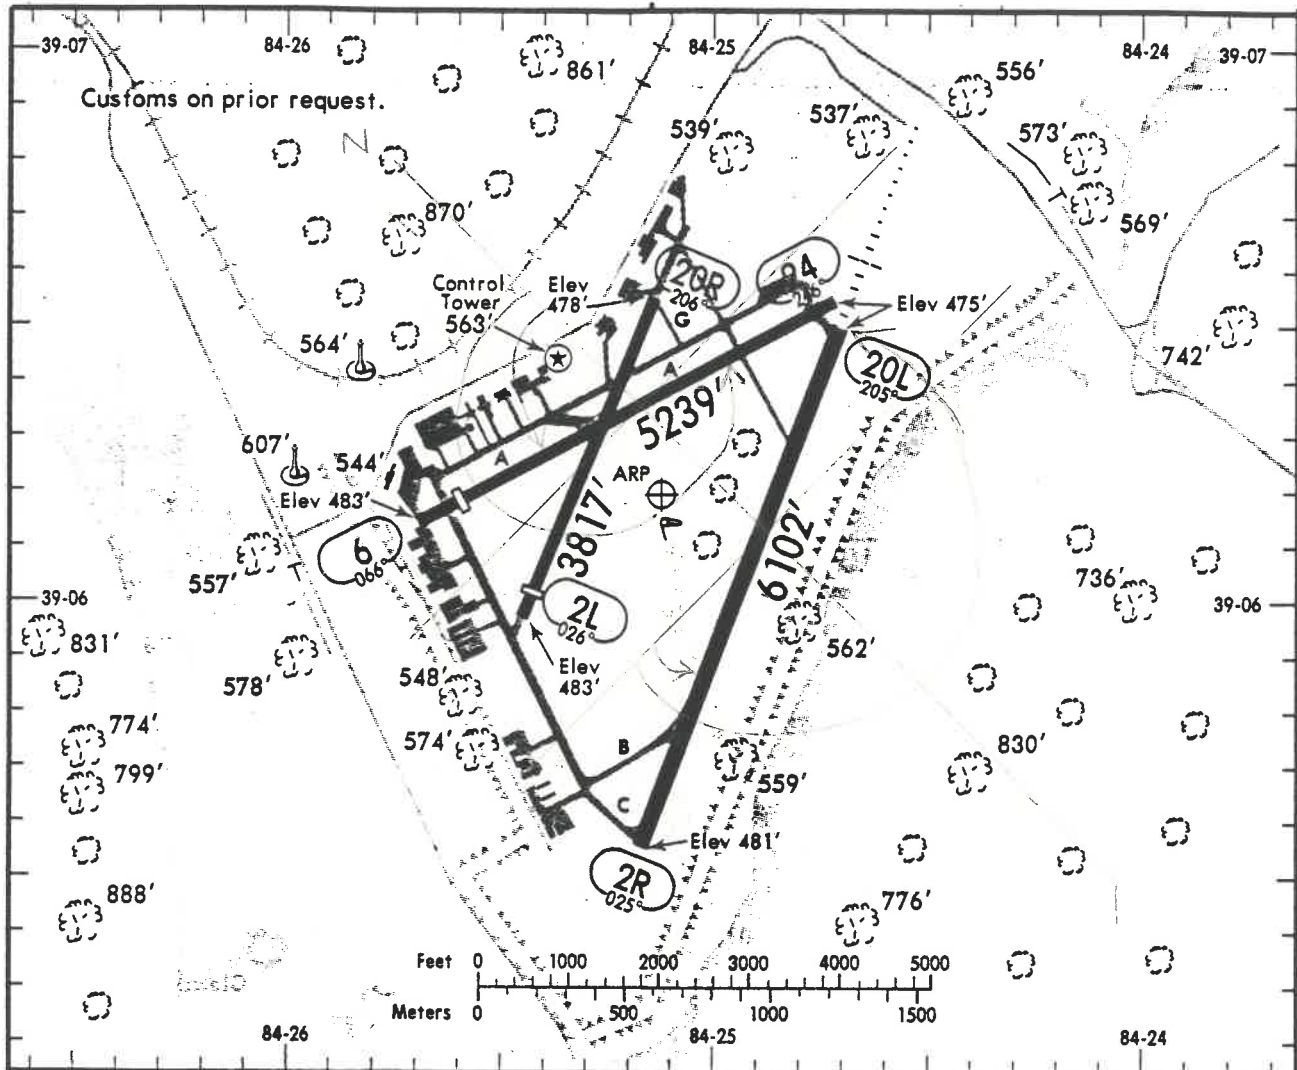 39-07
84-26
84-25
84-24
39-07
Customs on prior request.
N
861'
539'
537'
556'
573'
569'
870'
Control
Tower
563'
Elev
478'
20R
206°
24
G
Elev 475'
564'
A
20L
205°
742'
5239'
607'
544'
A
ARP
Elev 483'
3817'
6102'
6
066°
557'
2L
026°
736'
39-06
39-06
831'
578'
548'
Elev
483'
562'
774'
574'
B
830'
799'
559'
C
Elev 481'
2R
025°
888'
776'
Feet 0 1000 2000 3000 4000 5000
Meters 0 500 1000 1500
84-26
84-25
84-24